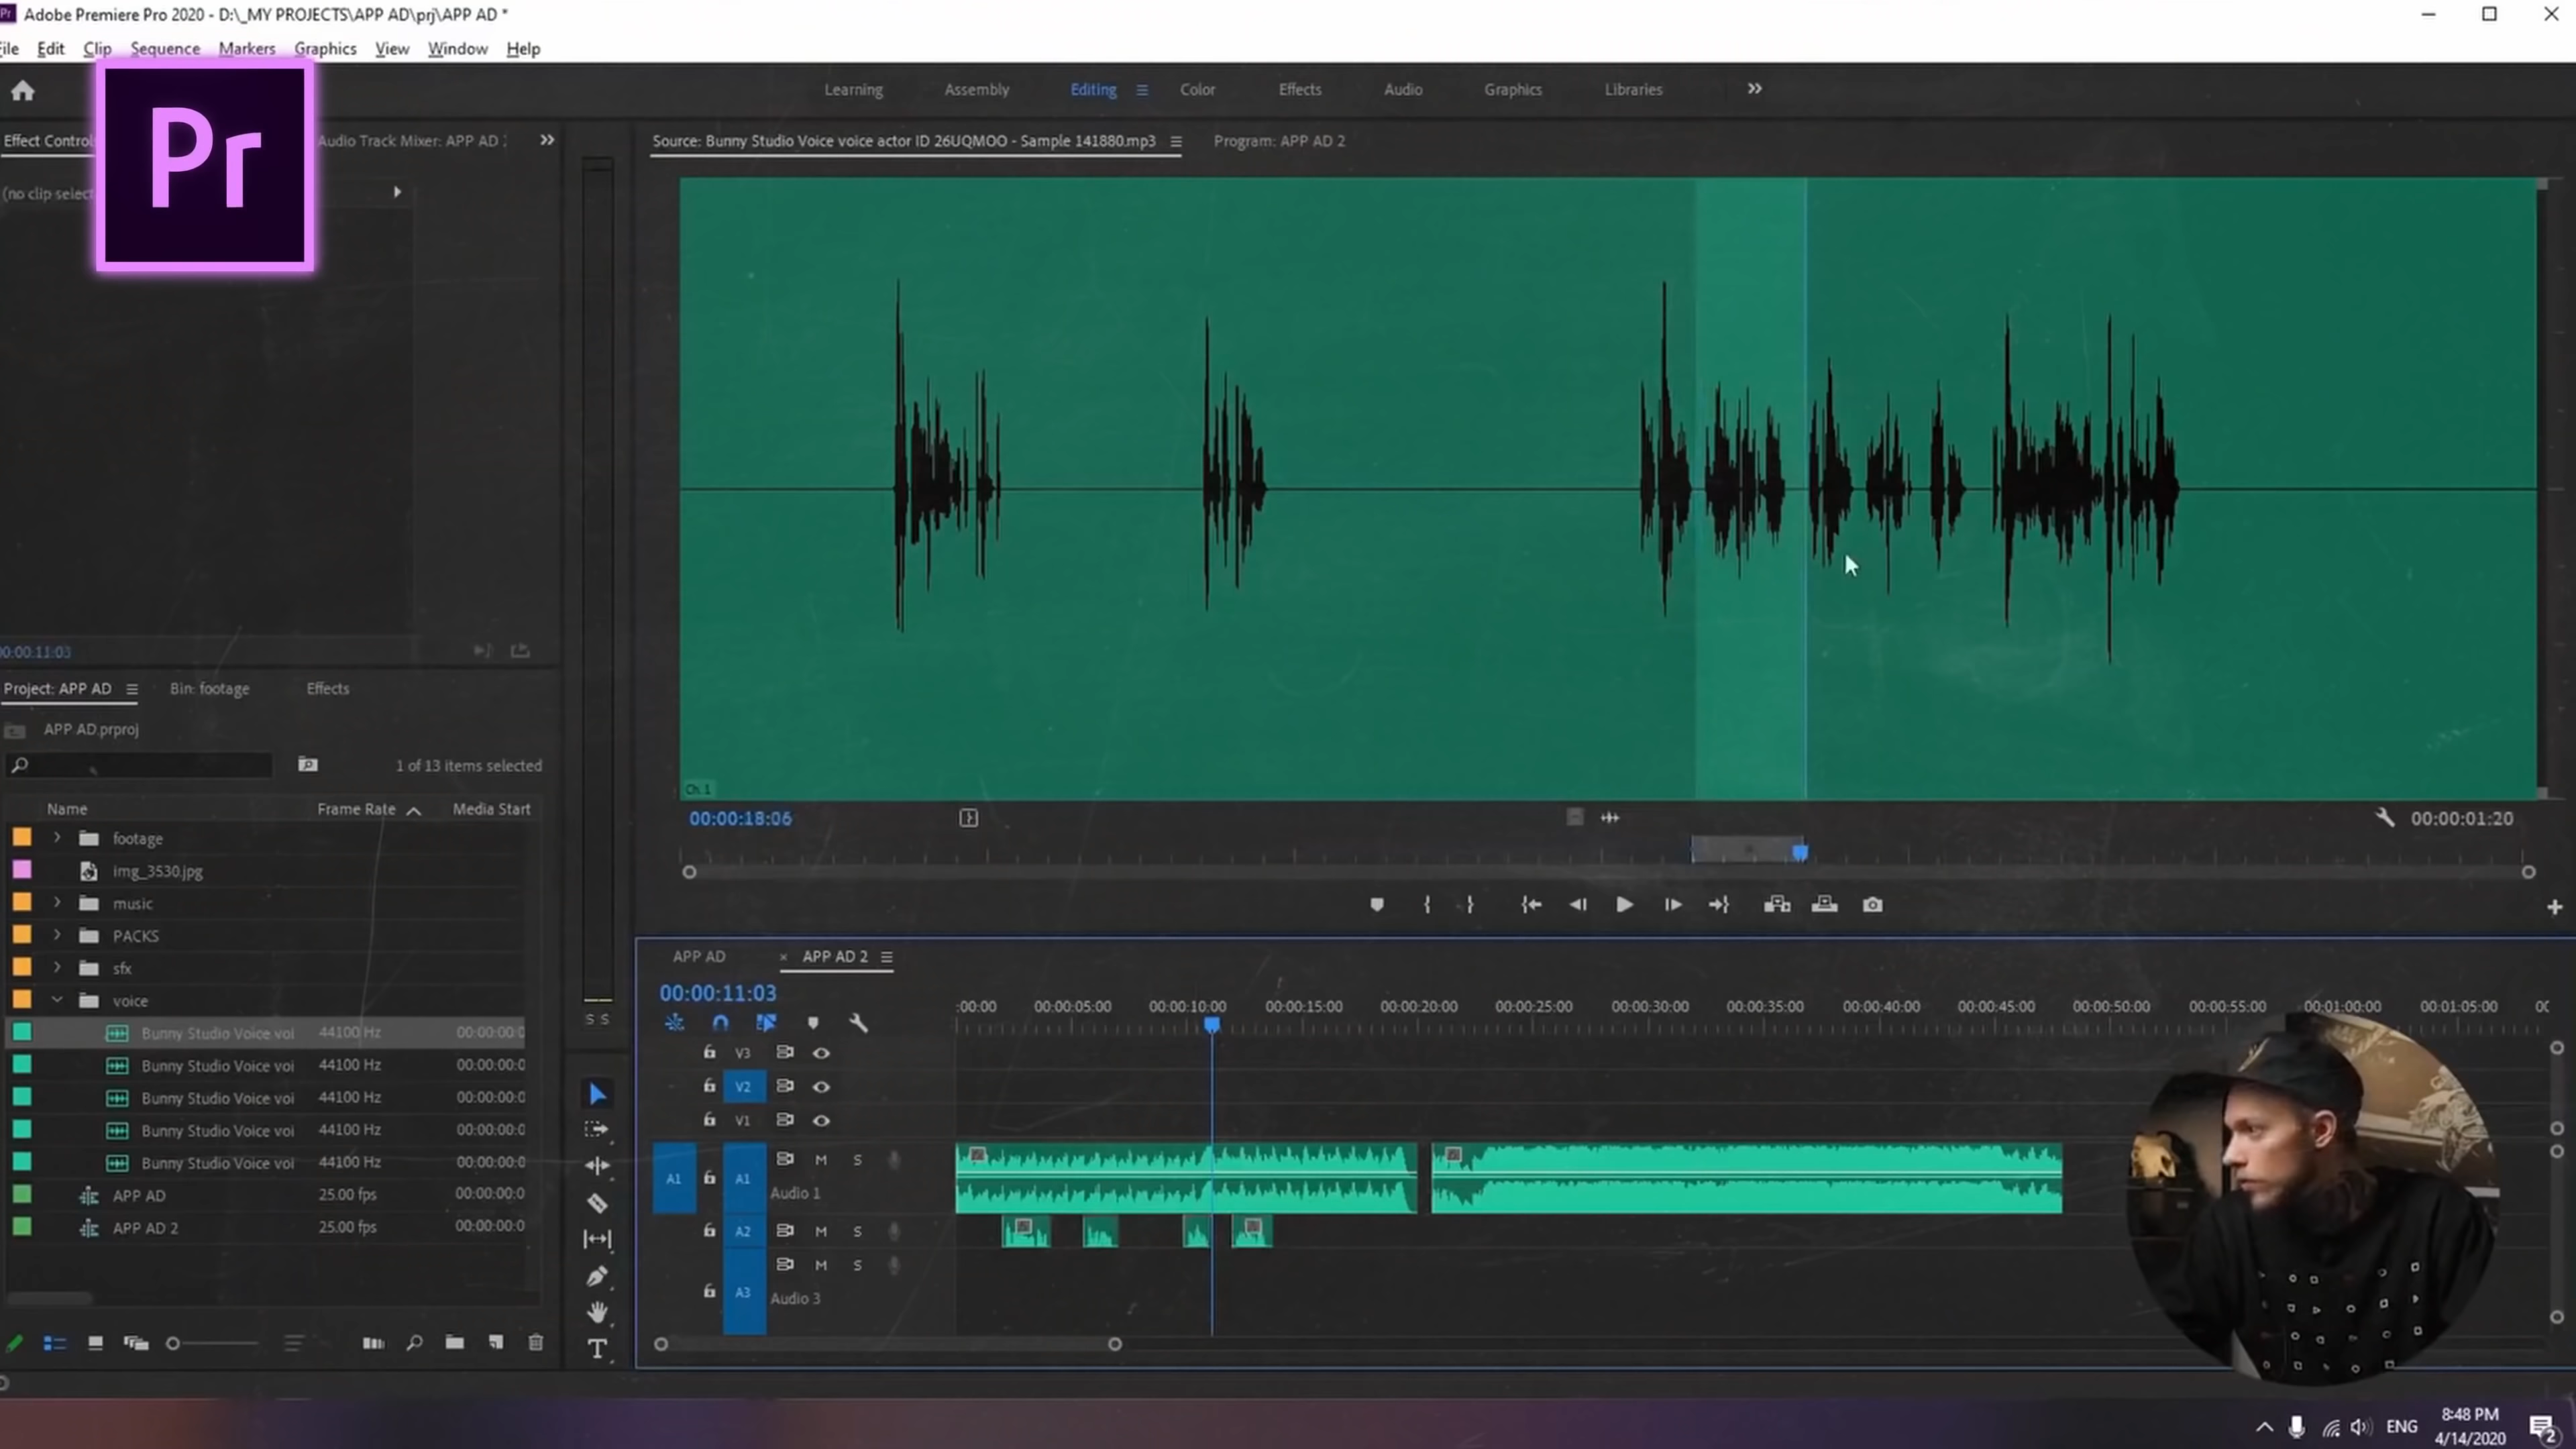 Adobe Premiere Pro 2020 - D:\_MY PROJECTS\APP AD\prj\APP AD *
File Edit Clip Sequence Markers Graphics View Window Help
Pr
Learning Assembly Editing Color Effects Audio Graphics Libraries
Effect Controls Audio Track Mixer: APP AD
Source: Bunny Studio Voice voice actor ID 26UQMOO - Sample 141880.mp3 Program: APP AD 2
(no clip select
Ch. 1
00:00:11:03
00:00:18:06 00:00:01:20
Project: APP AD Bin: footage Effects
APP AD.prproj
1 of 13 items selected
Name Frame Rate Media Start
footage
img_3530.jpg
music
PACKS
sfx
voice
Bunny Studio Voice voi 44100 Hz 00:00:00:0
Bunny Studio Voice voi 44100 Hz 00:00:00:0
Bunny Studio Voice voi 44100 Hz 00:00:00:0
Bunny Studio Voice voi 44100 Hz 00:00:00:0
Bunny Studio Voice voi 44100 Hz 00:00:00:0
APP AD 25.00 fps 00:00:00:0
APP AD 2 25.00 fps 00:00:00:0
S S
APP AD × APP AD 2
00:00:11:03
:00:00 00:00:05:00 00:00:10:00 00:00:15:00 00:00:20:00 00:00:25:00 00:00:30:00 00:00:35:00 00:00:40:00 00:00:45:00 00:00:50:00 00:00:55:00 00:01:00:00 00:01:05:00
V3
V2
V1
A1 A1 M S
Audio 1
A2 M S
M S
A3 Audio 3
ENG
8:48 PM
4/14/2020
2